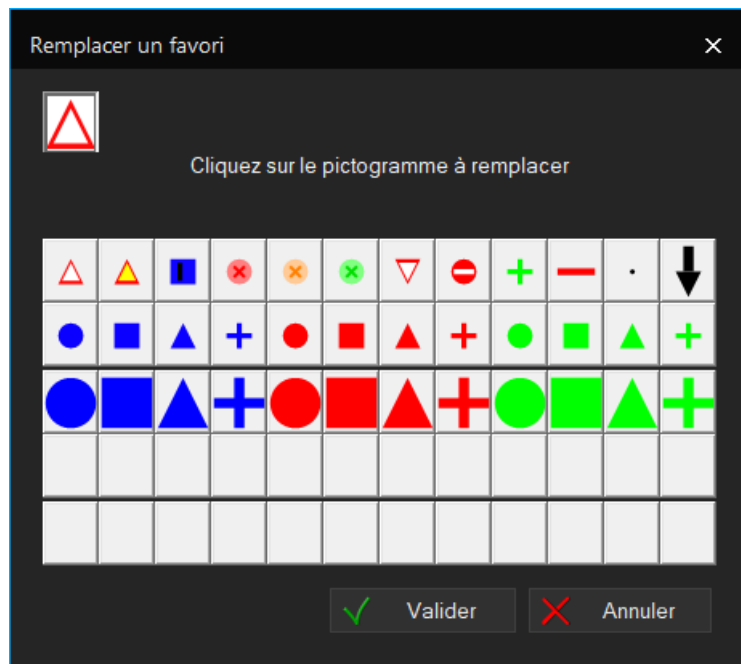 Remplacer un favori
Cliquez sur le pictogramme à remplacer
Valider
Annuler